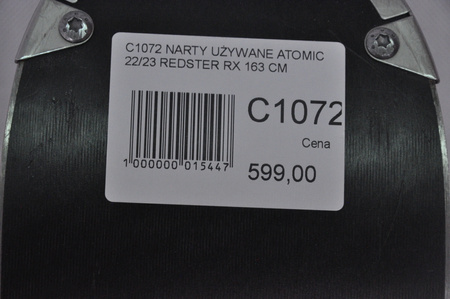 C1072 NARTY UŻYWANE ATOMIC
22/23 REDSTER RX 163 CM
C1072
Cena
599,00
1 000000 015447